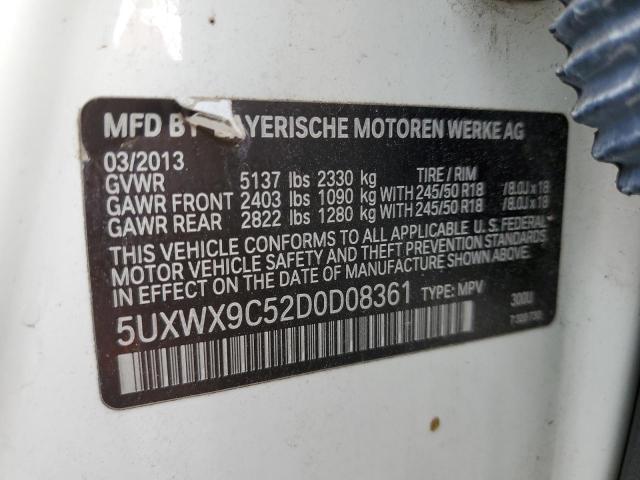 MFD BY BAYERISCHE MOTOREN WERKE AG
03/2013
GVWR 5137 lbs 2330 kg TIRE / RIM
GAWR FRONT 2403 lbs 1090 kg WITH 245/50 R18 / 8.0J x 18
GAWR REAR 2822 lbs 1280 kg WITH 245/50 R18 / 8.0J x 18
THIS VEHICLE CONFORMS TO ALL APPLICABLE U.S. FEDERAL
MOTOR VEHICLE SAFETY AND THEFT PREVENTION STANDARDS
IN EFFECT ON THE DATE OF MANUFACTURE SHOWN ABOVE.
5UXWX9C52D0D08361 TYPE: MPV 300U